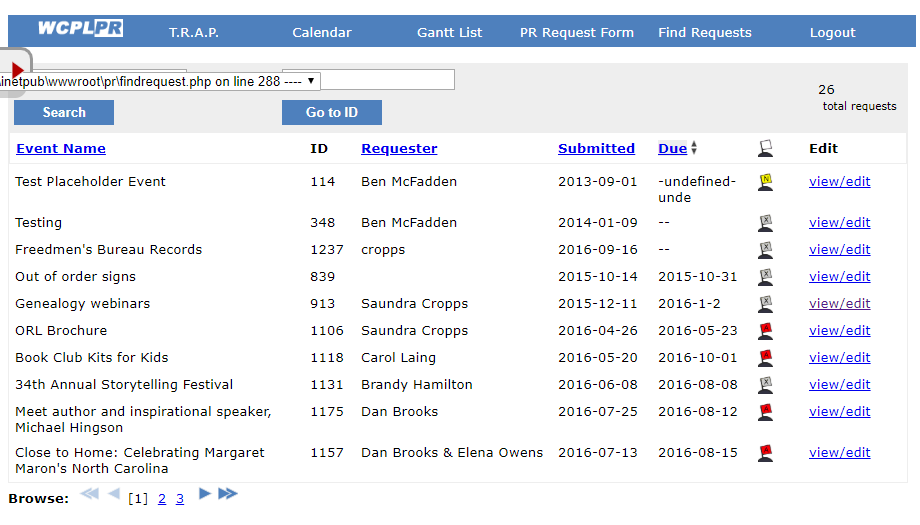 WCPLPR T.R.A.P. Calendar Gantt List PR Request Form Find Requests Logout
\inetpub\wwwroot\pr\findrequest.php on line 288 ----
26
total requests
Search Go to ID
Event Name ID Requester Submitted Due Edit
Test Placeholder Event 114 Ben McFadden 2013-09-01 -undefined- N view/edit
unde
Testing 348 Ben McFadden 2014-01-09 -- X view/edit
Freedmen's Bureau Records 1237 cropps 2016-09-16 -- X view/edit
Out of order signs 839 2015-10-14 2015-10-31 X view/edit
Genealogy webinars 913 Saundra Cropps 2015-12-11 2016-1-2 X view/edit
ORL Brochure 1106 Saundra Cropps 2016-04-26 2016-05-23 view/edit
Book Club Kits for Kids 1118 Carol Laing 2016-05-20 2016-10-01 view/edit
34th Annual Storytelling Festival 1131 Brandy Hamilton 2016-06-08 2016-08-08 X view/edit
Meet author and inspirational speaker, 1175 Dan Brooks 2016-07-25 2016-08-12 view/edit
Michael Hingson
Close to Home: Celebrating Margaret 1157 Dan Brooks & Elena Owens 2016-07-13 2016-08-15 view/edit
Maron's North Carolina
Browse: [1] 2 3